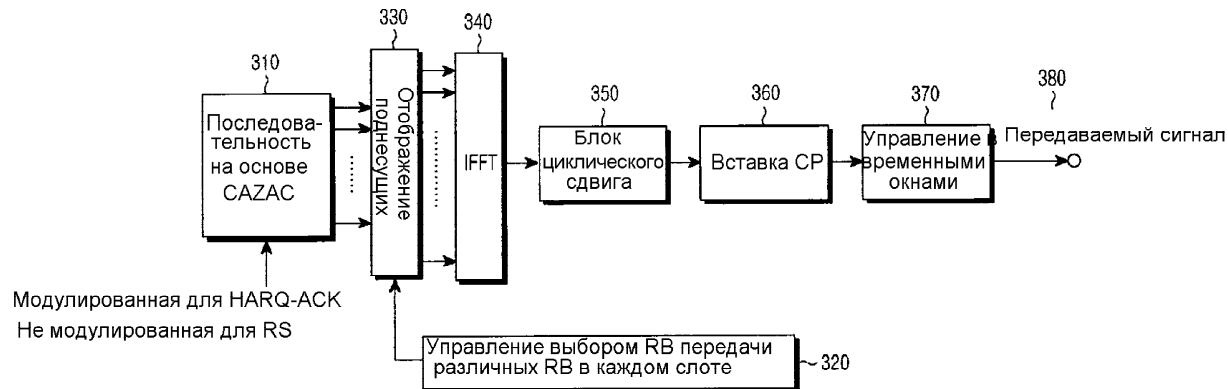 310
Последова-
тельность
на основе
CAZAC
330
Отображение
поднесущих
340
IFFT
350
Блок
циклического
сдвига
360
Вставка CP
370
Управление в
временными
окнами
380
Передаваемый сигнал
Модулированная для HARQ-ACK
Не модулированная для RS
Управление выбором RB передачи
различных RB в каждом слоте
320